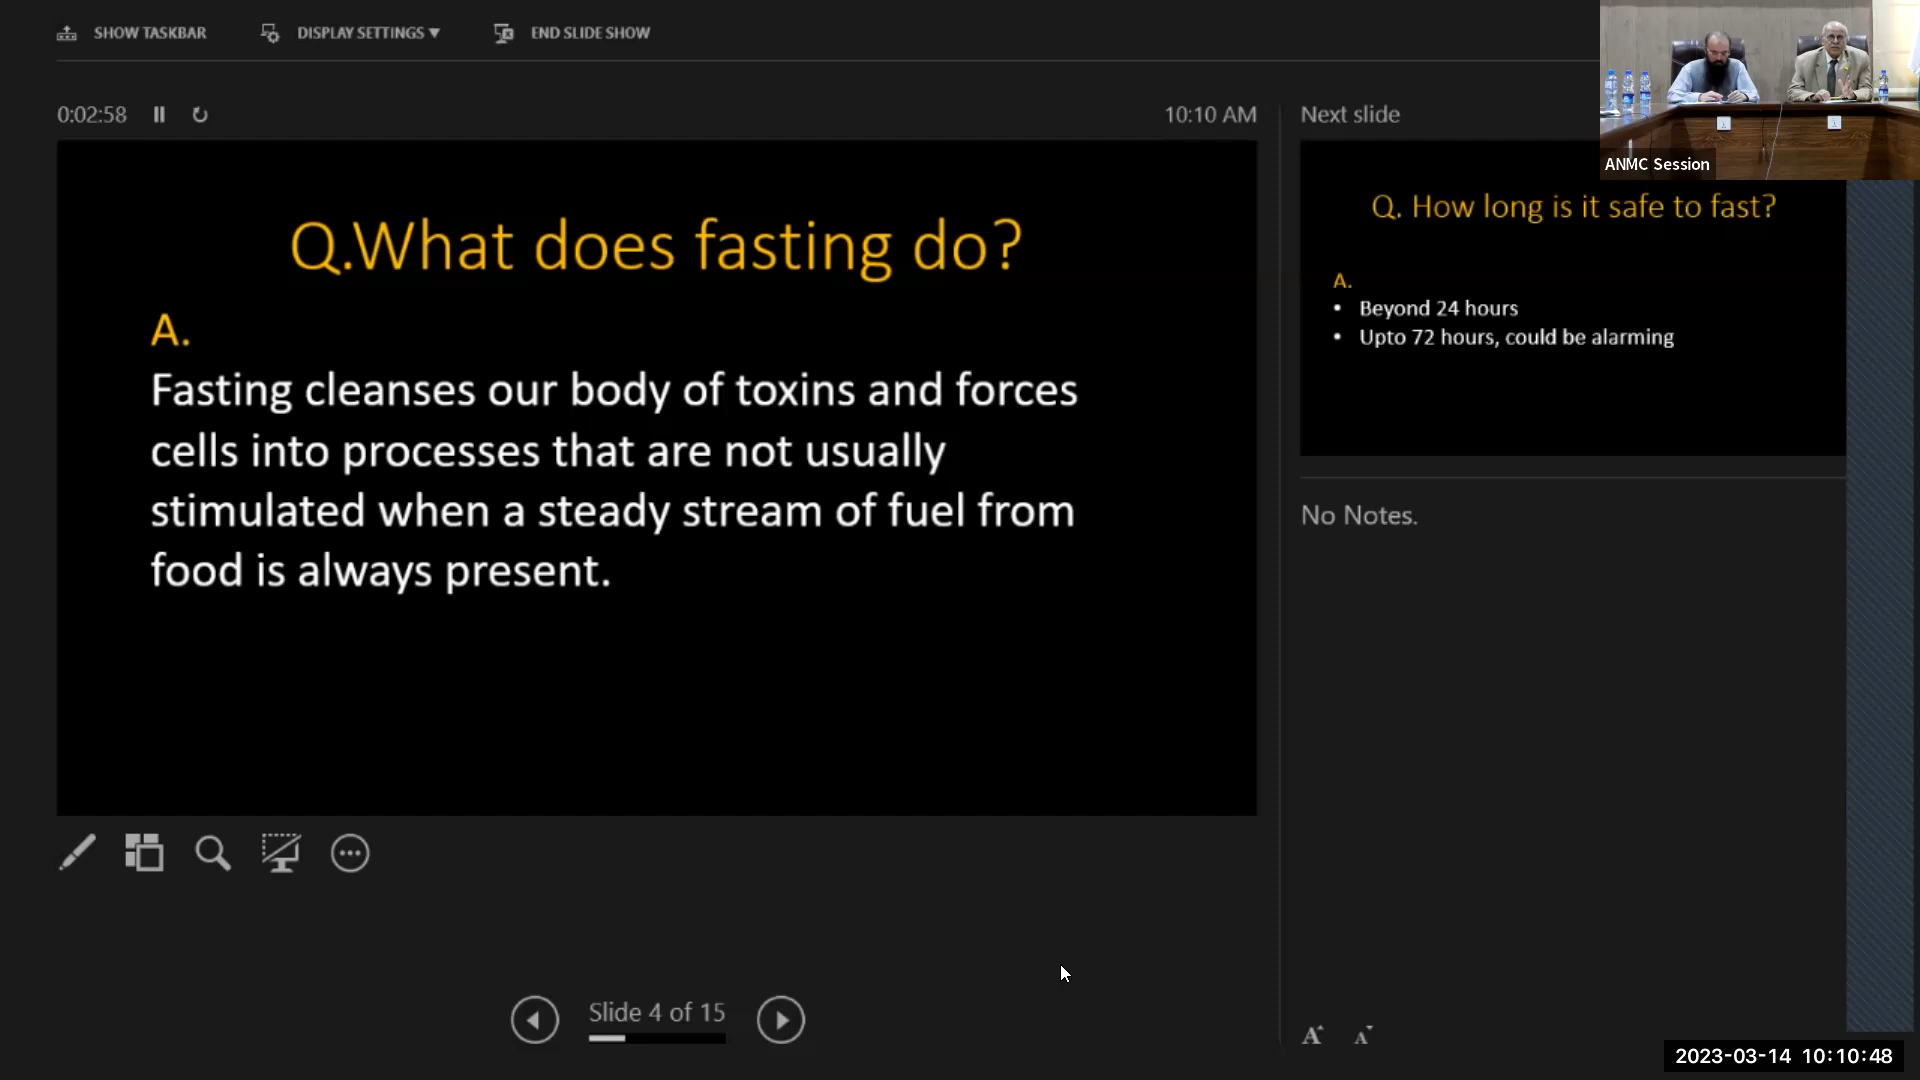 SHOW TASKBAR
DISPLAY SETTINGS ▼
END SLIDE SHOW
0:02:58
10:10 AM
Q.What does fasting do?
A.
Fasting cleanses our body of toxins and forces
cells into processes that are not usually
stimulated when a steady stream of fuel from
food is always present.
Next slide
Q. How long is it safe to fast?
A.
• Beyond 24 hours
• Upto 72 hours, could be alarming
No Notes.
ANMC Session
Slide 4 of 15
A A
2023-03-14 10:10:48